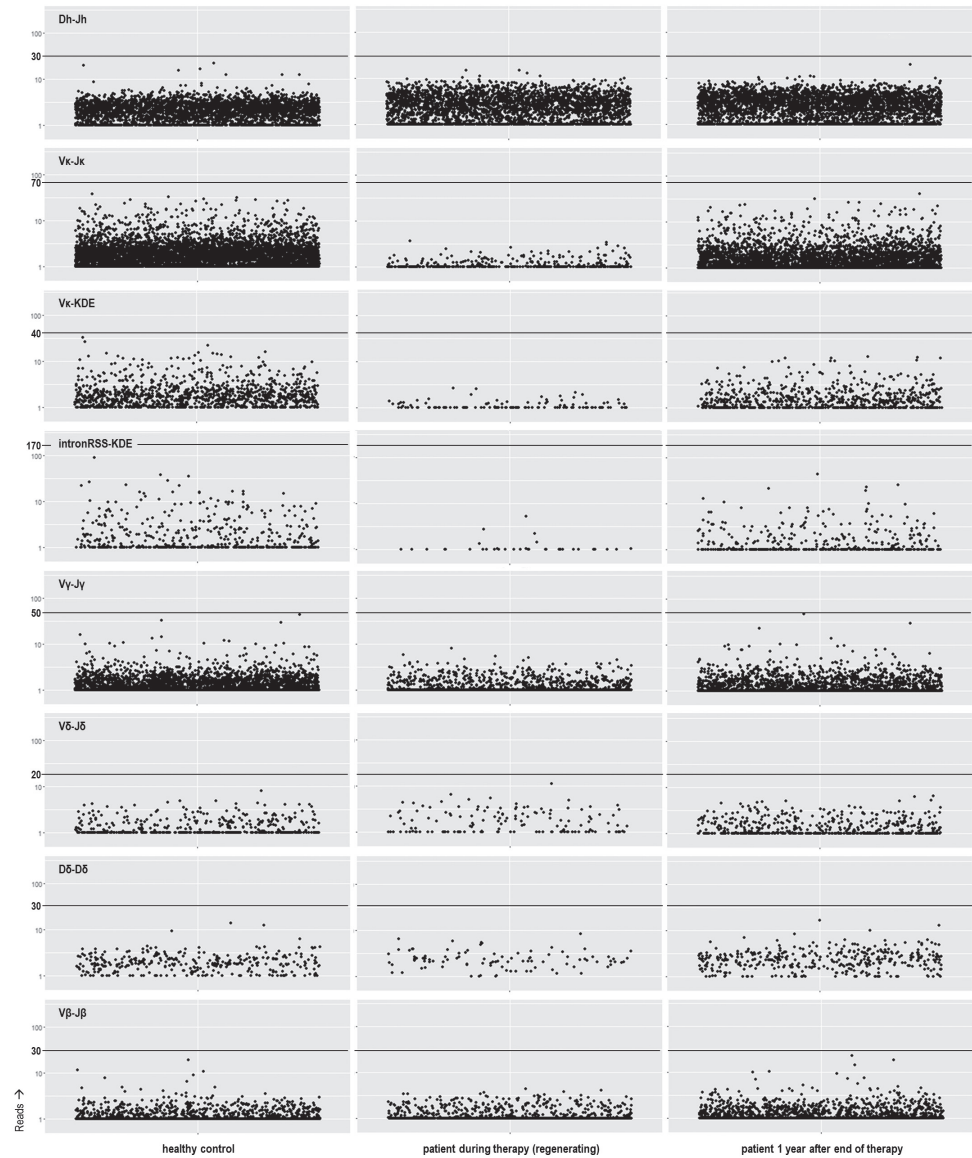 Dh-Jh
100
30
10
1
Vκ-Jκ
100
70
10
1
Vκ-KDE
100
40
10
1
170
intronRSS-KDE
100
10
1
Vγ-Jγ
100
50
10
1
Vδ-Jδ
100
20
10
1
Dδ-Dδ
100
30
10
1
Vβ-Jβ
100
30
10
1
Reads →
healthy control
patient during therapy (regenerating)
patient 1 year after end of therapy